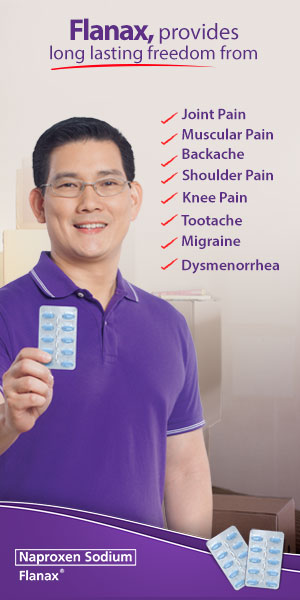 Flanax, provides
long lasting freedom from
Joint Pain
Muscular Pain
Backache
Shoulder Pain
Knee Pain
Tootache
Migraine
Dysmenorrhea
Naproxen Sodium
Flanax®